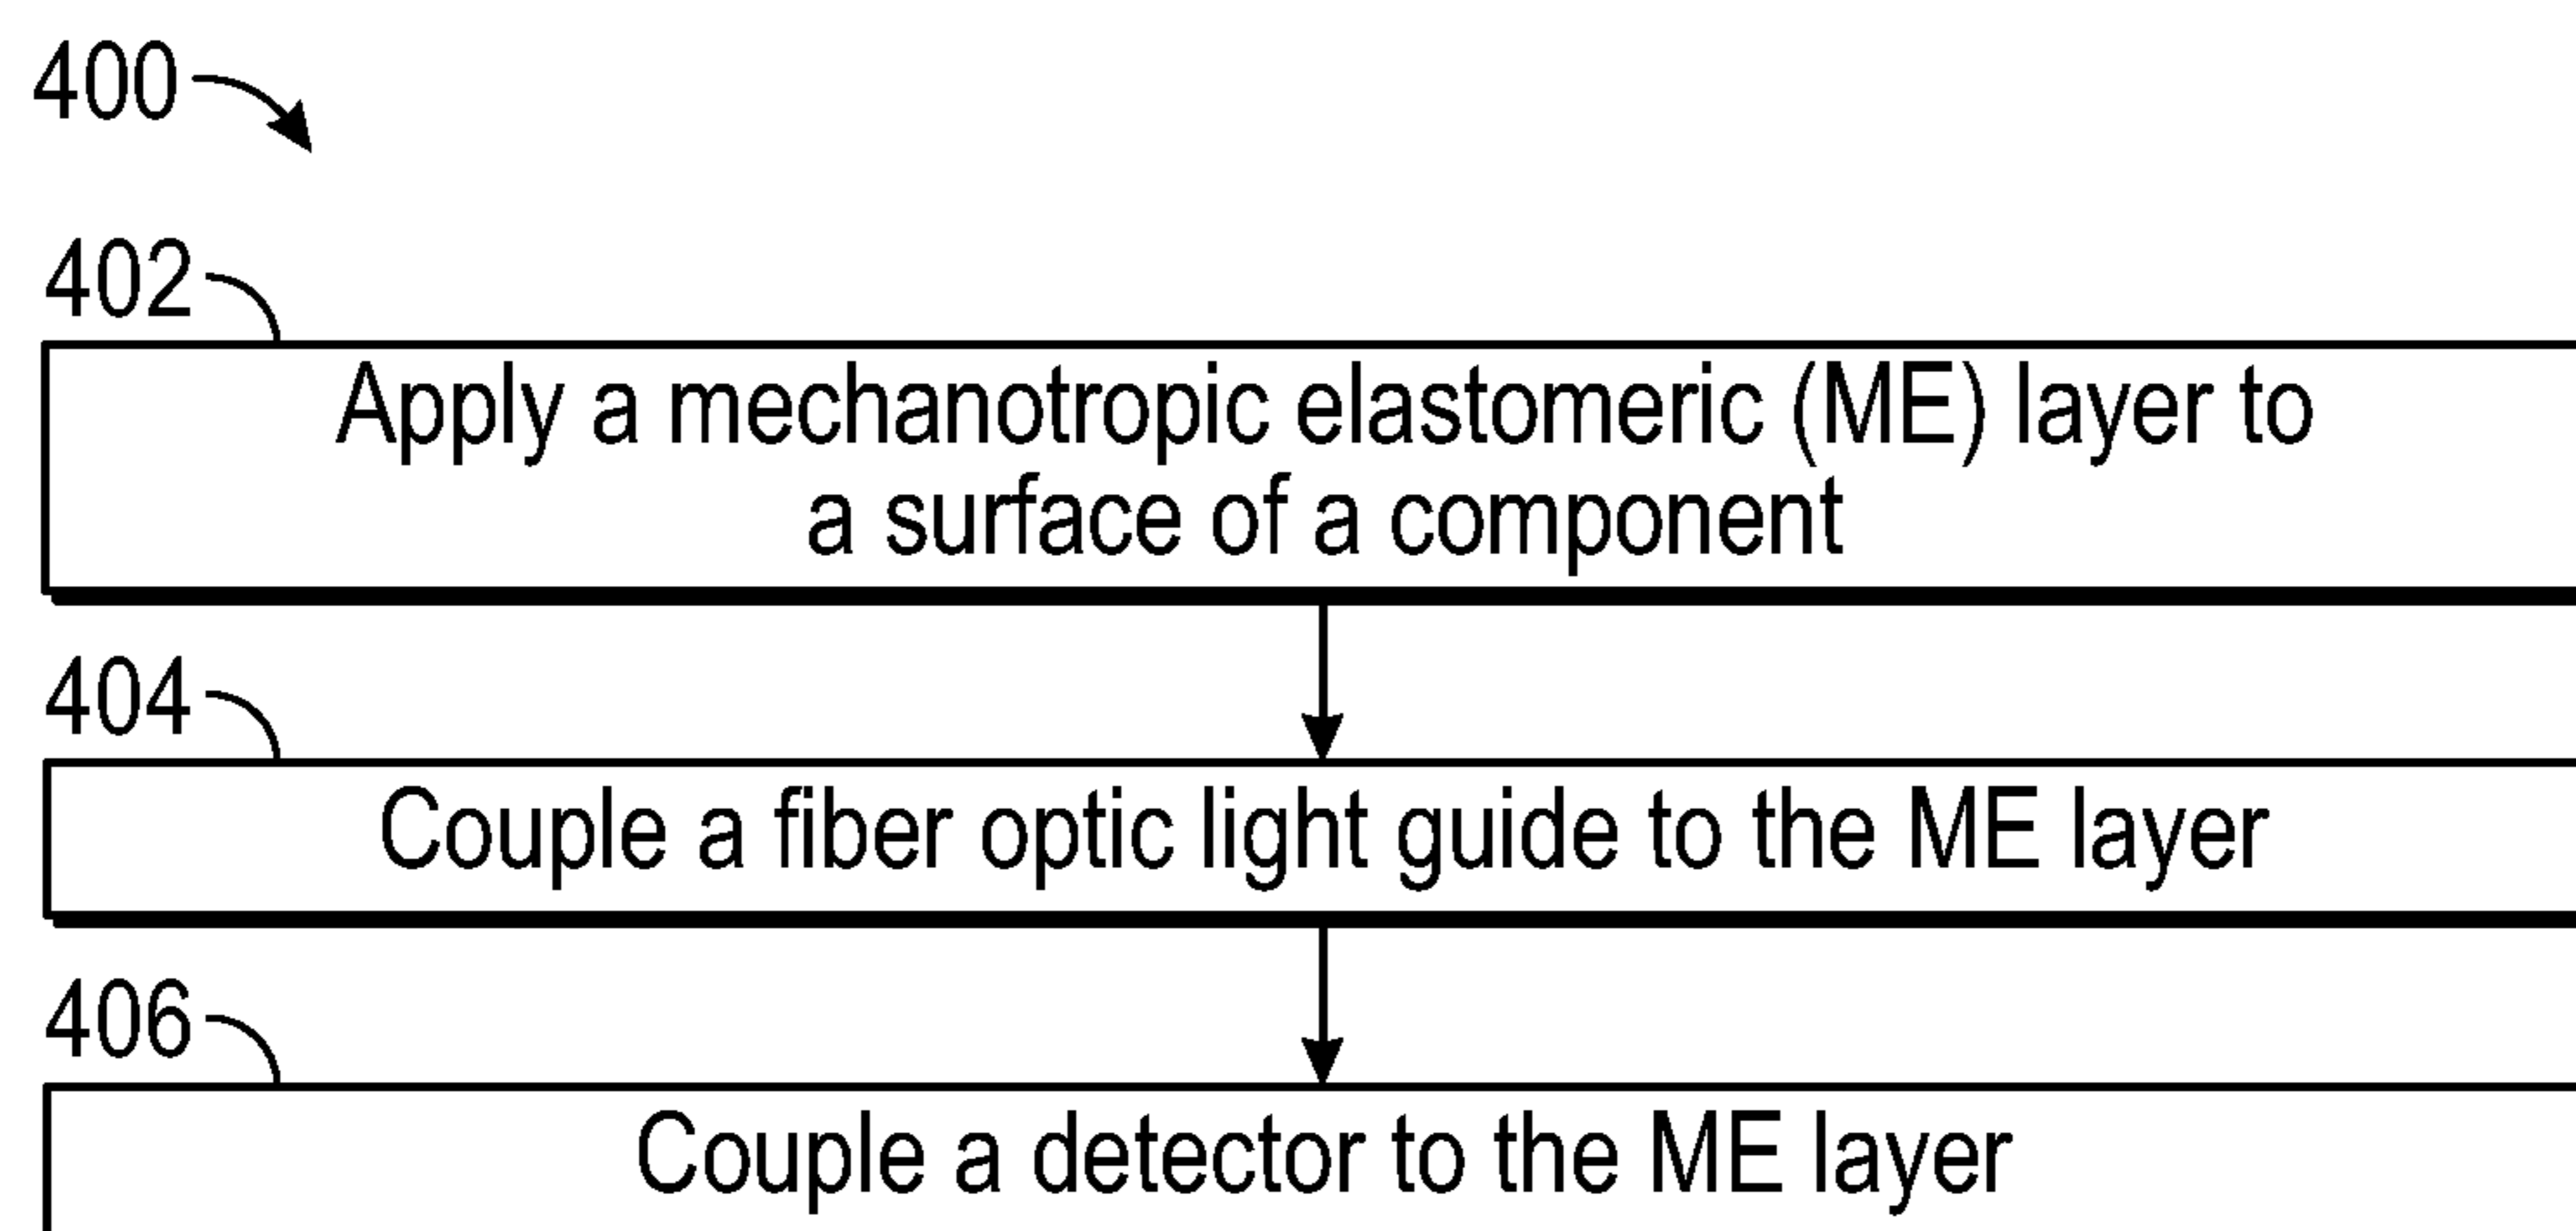 400
402
Apply a mechanotropic elastomeric (ME) layer to
a surface of a component
404
Couple a fiber optic light guide to the ME layer
406
Couple a detector to the ME layer